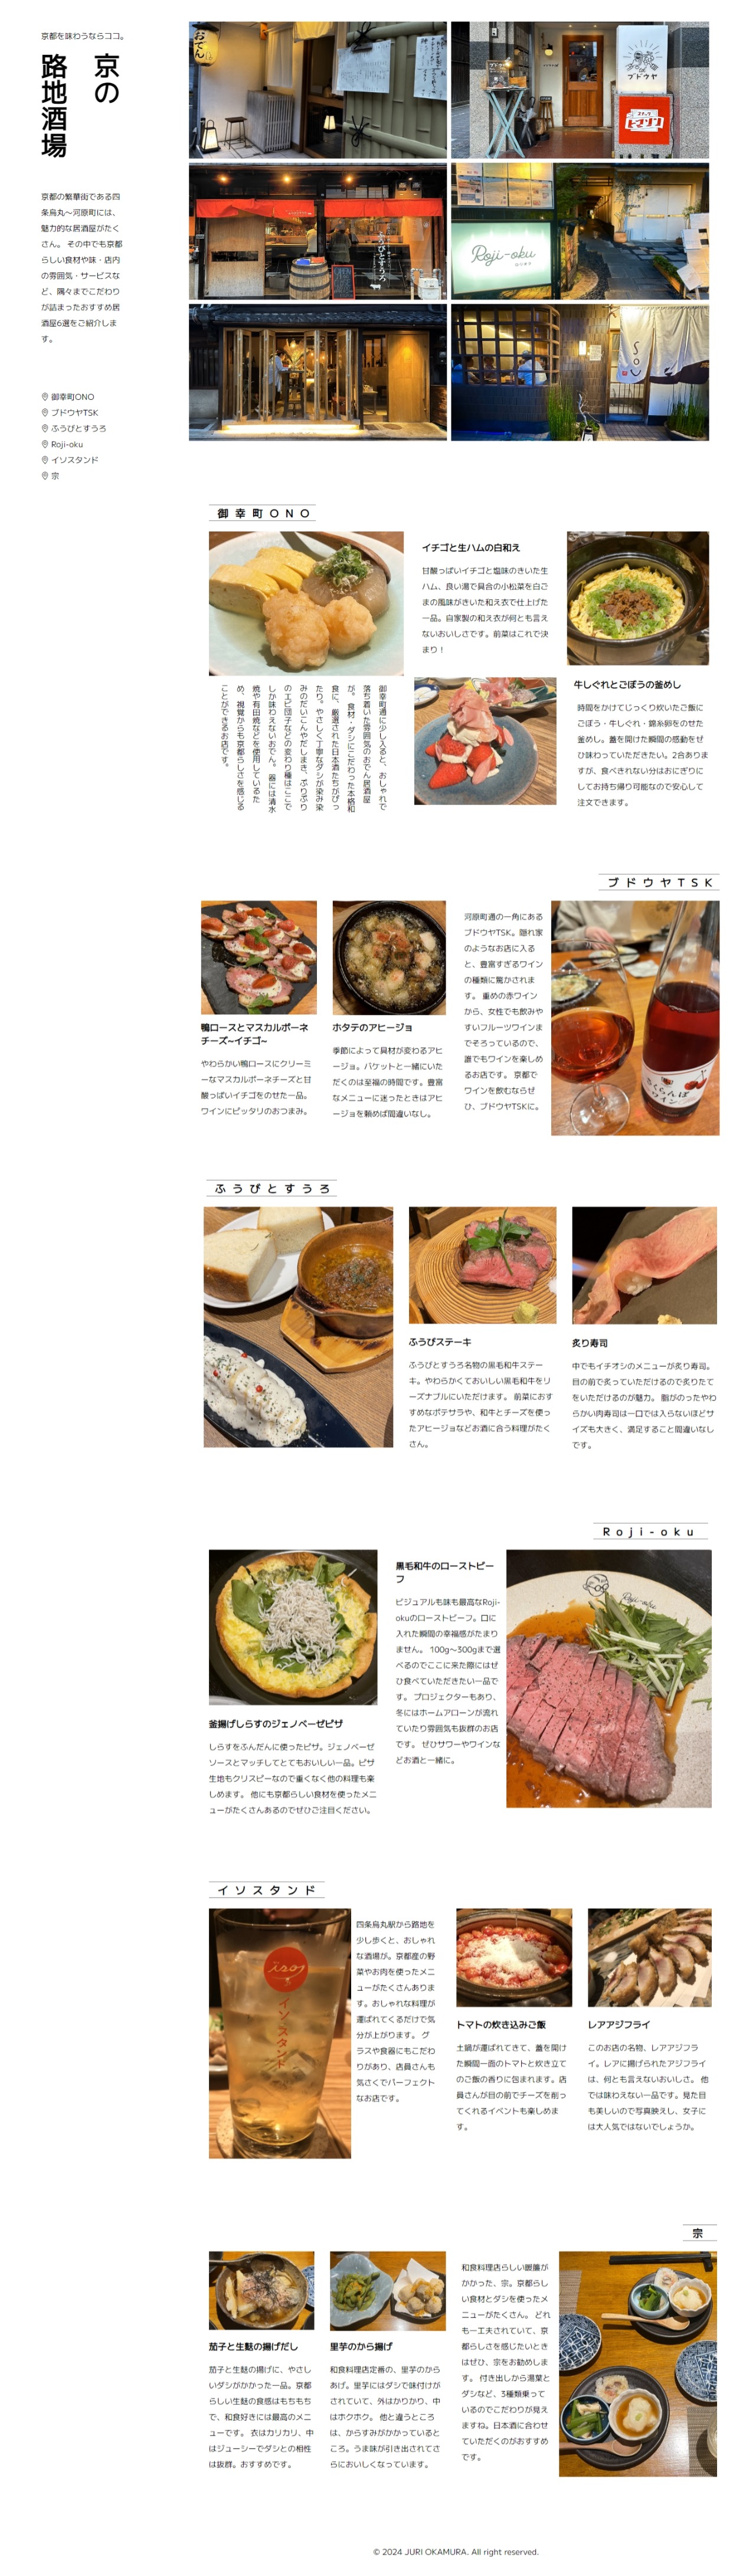 京都を味わうならココ。
京の
路地酒場
京都の繁華街である四
条烏丸～河原町には、
魅力的な居酒屋がたく
さん。 その中でも京都
らしい食材や味・店内
の雰囲気・サービスな
ど、隅々までこだわり
が詰まったおすすめ居
酒屋6選をご紹介しま
す。
御幸町ONO
ブドウヤTSK
ふうびとすうろ
Roji-oku
イソスタンド
宗
おでん
ブドウヤ
ふうびとすうろ
Roji-oku
SOU
御幸町ONO
イチゴと生ハムの白和え
甘酸っぱいイチゴと塩味のきいた生
ハム、良い湯で具合の小松菜を白ご
まの風味がきいた和え衣で仕上げた
一品。自家製の和え衣が何とも言え
ないおいしさです。前菜はこれで決
まり！
御幸町通に少し入ると、おしゃれで
落ち着いた雰囲気のおでん居酒屋
が。 食材・ダシにこだわった本格和
食に、厳選された日本酒たちがぴっ
たり。やさしく丁寧なダシが染み染
みのだいこんやだしまき、ぷりぷり
のエビ団子などの変わり種はここで
しか味わえないおでん。 器には清水
焼や有田焼などを使用しているた
め、視覚からも京都らしさを感じる
ことができるお店です。
牛しぐれとごぼうの釜めし
時間をかけてじっくり炊いたご飯に
ごぼう・牛しぐれ・錦糸卵をのせた
釜めし。蓋を開けた瞬間の感動をぜ
ひ味わっていただきたい。2合ありま
すが、食べきれない分はおにぎりに
してお持ち帰り可能なので安心して
注文できます。
ブドウヤTSK
鴨ロースとマスカルポーネ
チーズ~イチゴ~
やわらかい鴨ロースにクリーミ
ーなマスカルポーネチーズと甘
酸っぱいイチゴをのせた一品。
ワインにピッタリのおつまみ。
ホタテのアヒージョ
季節によって具材が変わるアヒ
ージョ。バケットと一緒にいた
だくのは至福の時間です。豊富
なメニューに迷ったときはアヒ
ージョを頼めば間違いなし。
河原町通の一角にある
ブドウヤTSK。隠れ家
のようなお店に入る
と、豊富すぎるワイン
の種類に驚かされま
す。 重めの赤ワイン
から、女性でも飲みや
すいフルーツワインま
でそろっているので、
誰でもワインを楽しめ
るお店です。 京都で
ワインを飲むならぜ
ひ、ブドウヤTSKに。
さくらんぼ
ワイン
ふうびとすうろ
ふうびステーキ
ふうびとすうろ名物の黒毛和牛ステー
キ。やわらかくておいしい黒毛和牛をリ
ーズナブルにいただけます。 前菜におす
すめなポテサラや、和牛とチーズを使っ
たアヒージョなどお酒に合う料理がたく
さん。
炙り寿司
中でもイチオシのメニューが炙り寿司。
目の前で炙っていただけるので炙りたて
をいただけるのが魅力。 脂がのったやわ
らかい肉寿司は一口では入らないほどサ
イズも大きく、満足すること間違いなし
です。
Roji-oku
釜揚げしらすのジェノベーゼピザ
しらすをふんだんに使ったピザ。ジェノベーゼ
ソースとマッチしてとてもおいしい一品。ピザ
生地もクリスピーなので重くなく他の料理も楽
しめます。 他にも京都らしい食材を使ったメニ
ューがたくさんあるのでぜひご注目ください。
黒毛和牛のローストビー
フ
ビジュアルも味も最高なRoji-
okuのローストビーフ。口に
入れた瞬間の幸福感がたまり
ません。 100g～300gまで選
べるのでここに来た際にはぜ
ひ食べていただきたい一品で
す。 プロジェクターもあり、
冬にはホームアローンが流れ
ていたり雰囲気も抜群のお店
です。 ぜひサワーやワインな
どお酒と一緒に。
Roji-oku
イソスタンド
isos
イソスタンド
四条烏丸駅から路地を
少し歩くと、おしゃれ
な酒場が。京都産の野
菜やお肉を使ったメニ
ューがたくさんありま
す。おしゃれな料理が
運ばれてくるだけで気
分が上がります。 グ
ラスや食器にもこだわ
りがあり、店員さんも
気さくでパーフェクト
なお店です。
トマトの炊き込みご飯
土鍋が運ばれてきて、蓋を開け
た瞬間一面のトマトと炊き立て
のご飯の香りに包まれます。店
員さんが目の前でチーズを削っ
てくれるイベントも楽しめま
す。
レアアジフライ
このお店の名物、レアアジフラ
イ。レアに揚げられたアジフライ
は、何とも言えないおいしさ。 他
では味わえない一品です。見た目
も美しいので写真映えし、女子に
は大人気ではないでしょうか。
宗
茄子と生麩の揚げだし
茄子と生麩の揚げに、やさし
いダシがかかった一品。京都
らしい生麩の食感はもちもち
で、和食好きには最高のメニ
ューです。 衣はカリカリ、中
はジューシーでダシとの相性
は抜群。おすすめです。
里芋のから揚げ
和食料理店定番の、里芋のから
あげ。里芋にはダシで味付けが
されていて、外はかりかり、中
はホクホク。 他と違うところ
は、からすみがかかっていると
ころ。うま味が引き出されてさ
らにおいしくなっています。
和食料理店らしい暖簾が
かかった、宗。京都らし
い食材とダシを使ったメ
ニューがたくさん。 どれ
も一工夫されていて、京
都らしさを感じたいとき
はぜひ、宗をお勧めしま
す。 付き出しから湯葉と
ダシなど、3種類乗って
いるのでこだわりが見え
ますね。日本酒に合わせ
ていただくのがおすすめ
です。
© 2024 JURI OKAMURA. All right reserved.